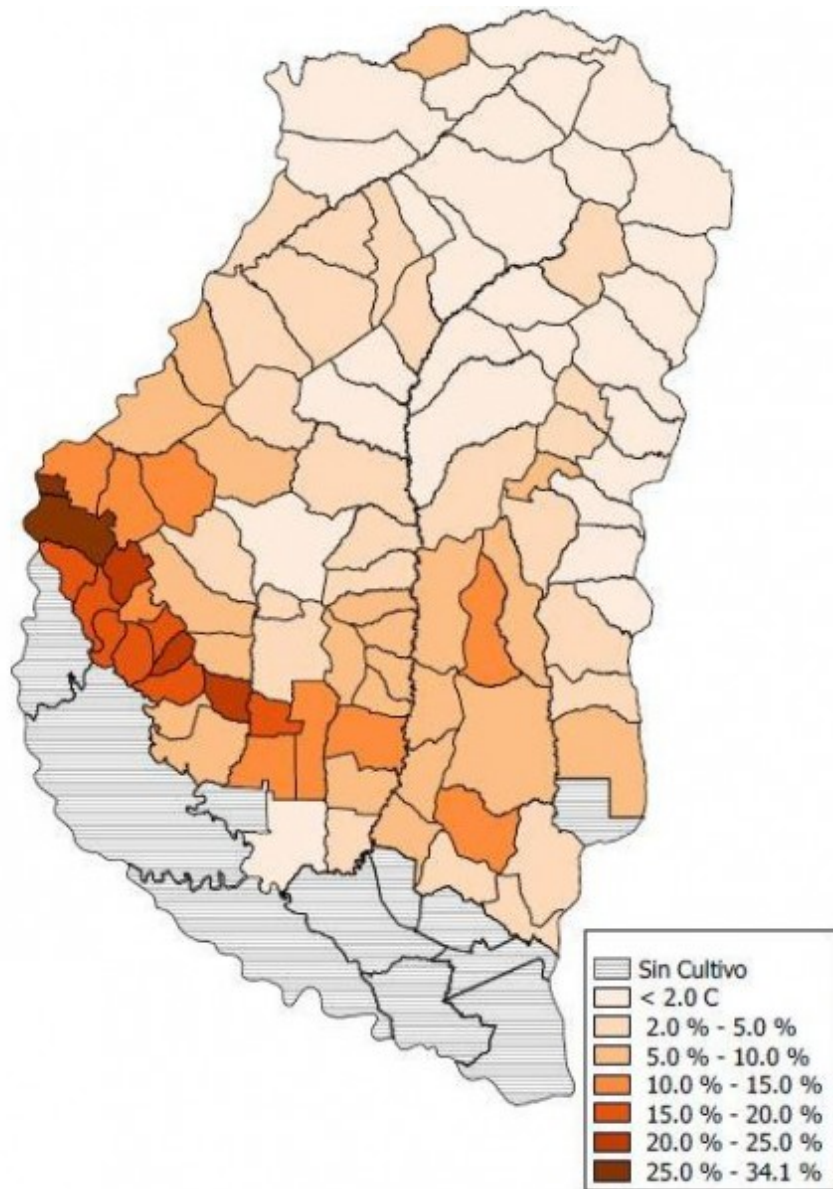 Sin Cultivo
< 2.0 C
2.0 % - 5.0 %
5.0 % - 10.0 %
10.0 % - 15.0 %
15.0 % - 20.0 %
20.0 % - 25.0 %
25.0 % - 34.1 %